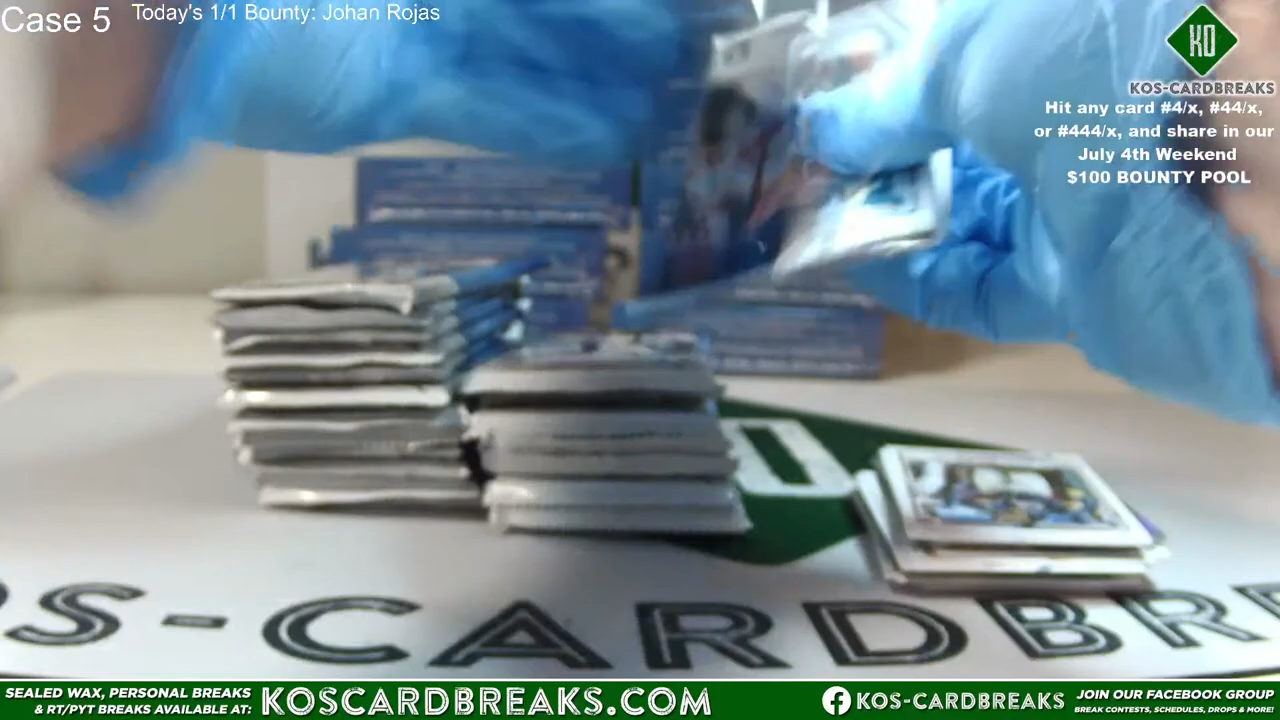 Case 5
Today's 1/1 Bounty: Johan Rojas
KO
KOS-CARDBREAKS
Hit any card #4/x, #44/x,
or #444/x, and share in our
July 4th Weekend
$100 BOUNTY POOL
S-CARDBR
SEALED WAX, PERSONAL BREAKS
& RT/PYT BREAKS AVAILABLE AT:
KOSCARDBREAKS.COM
KOS-CARDBREAKS
JOIN OUR FACEBOOK GROUP
BREAK CONTESTS, SCHEDULES, DROPS & MORE!